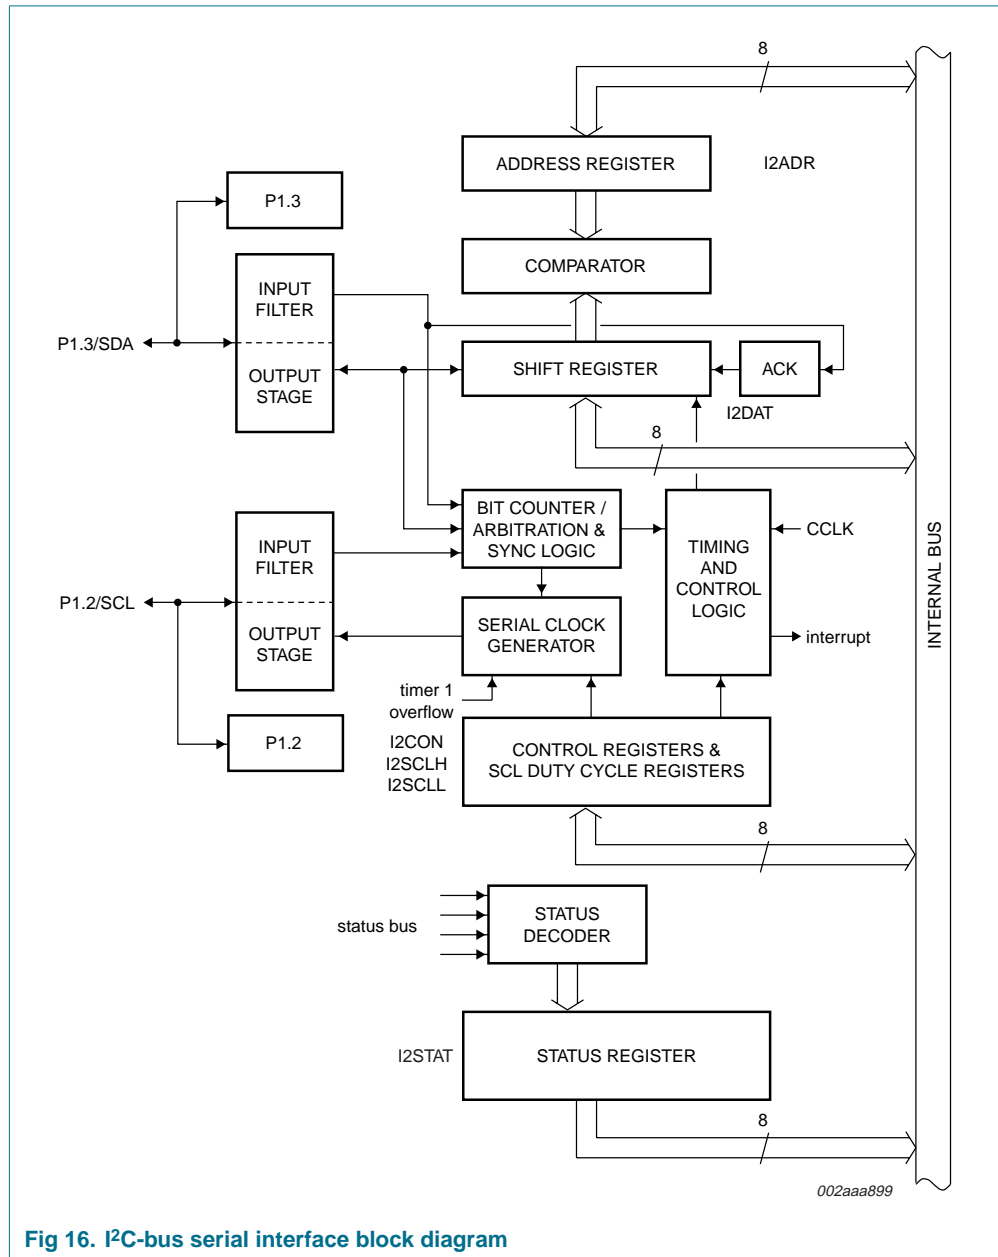 8
ADDRESS REGISTER
I2ADR
P1.3
COMPARATOR
INPUT
FILTER
P1.3/SDA
OUTPUT
STAGE
SHIFT REGISTER
ACK
I2DAT
8
BIT COUNTER /
ARBITRATION &
SYNC LOGIC
INPUT
FILTER
TIMING
AND
CONTROL
LOGIC
CCLK
INTERNAL BUS
P1.2/SCL
OUTPUT
STAGE
SERIAL CLOCK
GENERATOR
interrupt
timer 1
overflow
P1.2
I2CON
I2SCLH
I2SCLL
CONTROL REGISTERS &
SCL DUTY CYCLE REGISTERS
8
status bus
STATUS
DECODER
I2STAT
STATUS REGISTER
8
002aaa899
Fig 16. I²C-bus serial interface block diagram